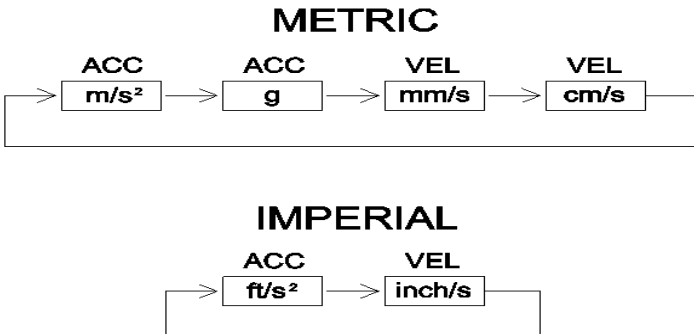 METRIC
ACC ACC VEL VEL
m/s² g mm/s cm/s
IMPERIAL
ACC VEL
ft/s² inch/s